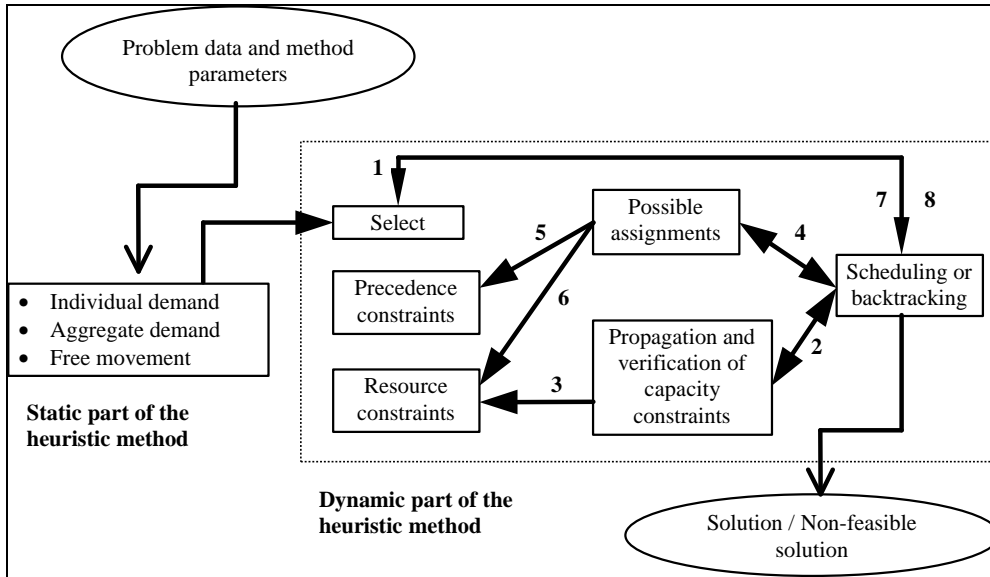 Problem data and method
parameters
1
Select
Possible
assignments
7
8
5
4
Precedence
constraints
6
Scheduling or
backtracking
• Individual demand
• Aggregate demand
• Free movement
Propagation and
verification of
capacity
constraints
2
Resource
constraints
3
Static part of the
heuristic method
Dynamic part of the
heuristic method
Solution / Non-feasible
solution